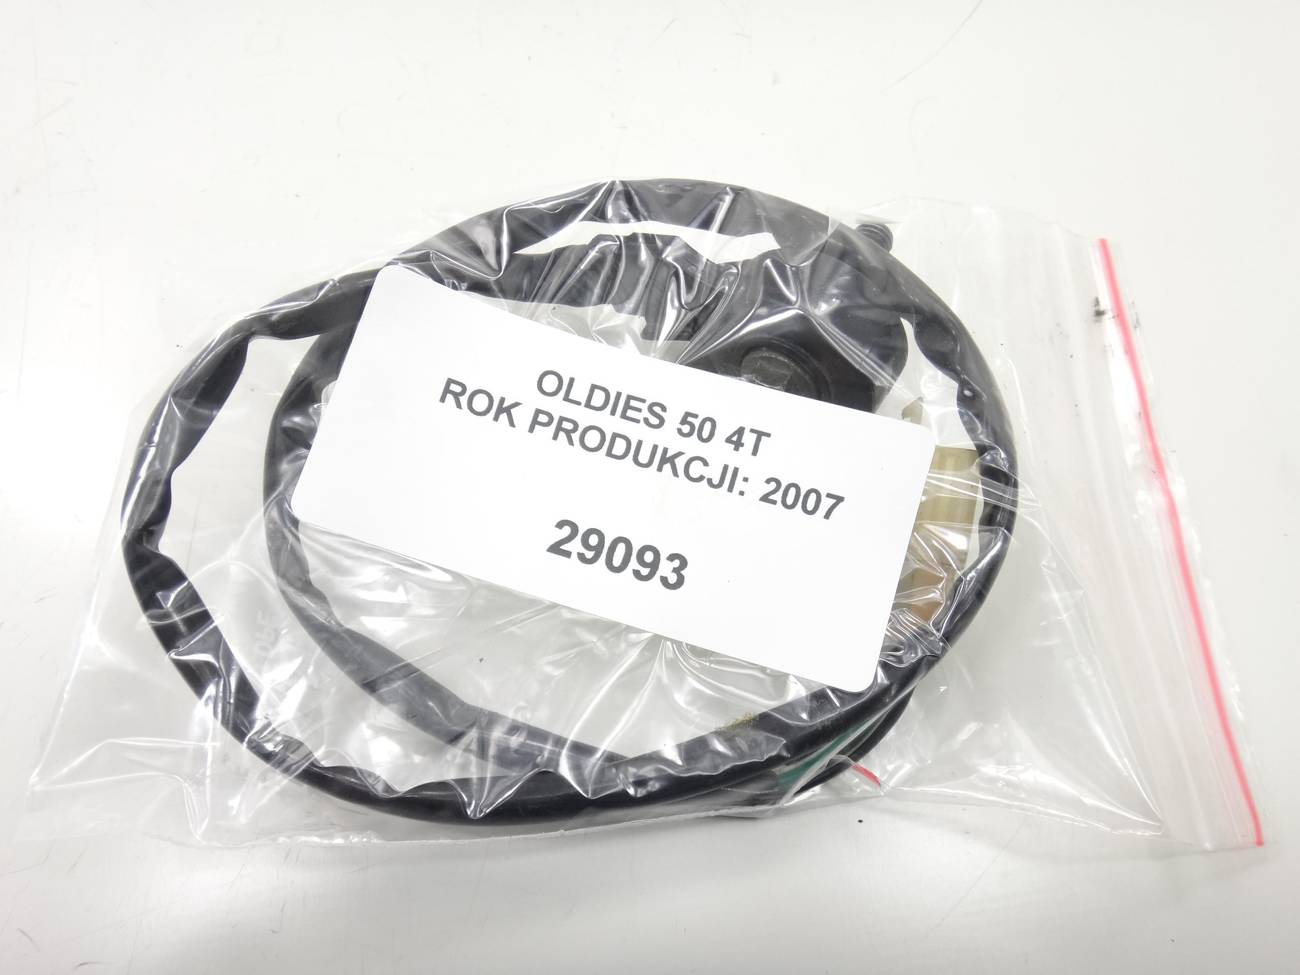 OLDIES 50 4T
ROK PRODUKCJI: 2007
29093